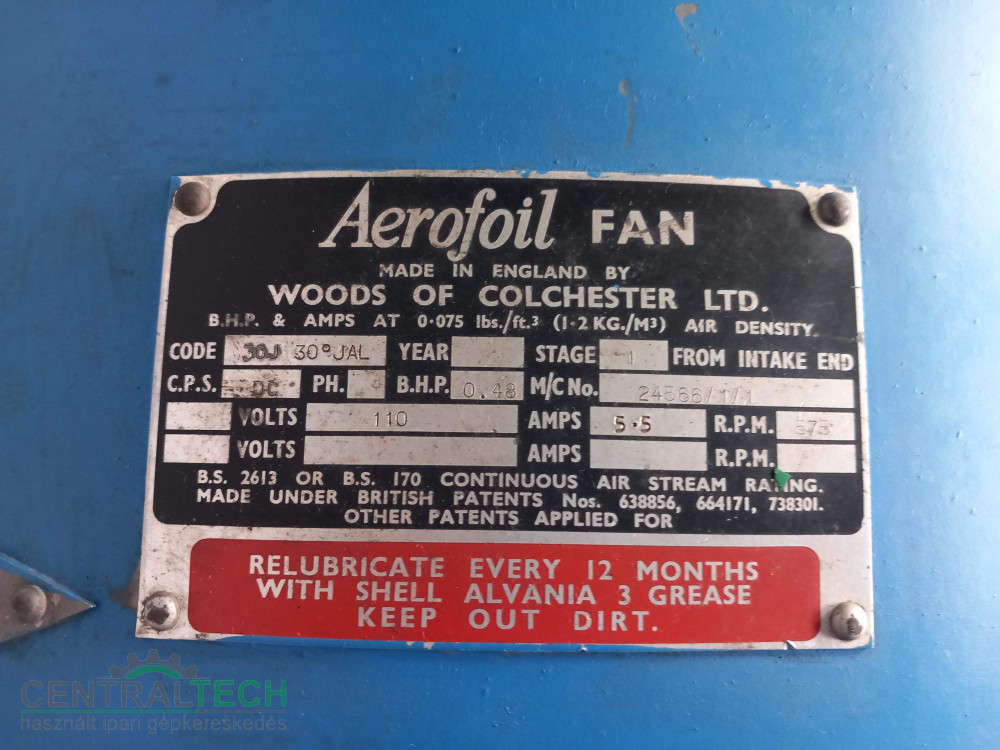 Aerofoil FAN
MADE IN ENGLAND BY
WOODS OF COLCHESTER LTD.
B.H.P. & AMPS AT 0·075 lbs./ft.³ (1·2 KG./M³) AIR DENSITY.
CODE 30J 30°JAL YEAR STAGE 1 FROM INTAKE END
C.P.S. DC PH. B.H.P. 0.48 M/C No. 24566/1/1
VOLTS 110 AMPS 5·5 R.P.M.
VOLTS AMPS R.P.M.
B.S. 2613 OR B.S. 170 CONTINUOUS AIR STREAM RATING.
MADE UNDER BRITISH PATENTS Nos. 638856, 664171, 738301.
OTHER PATENTS APPLIED FOR
RELUBRICATE EVERY 12 MONTHS
WITH SHELL ALVANIA 3 GREASE
KEEP OUT DIRT.
CENTRALTECH
használt ipari gépkereskedés